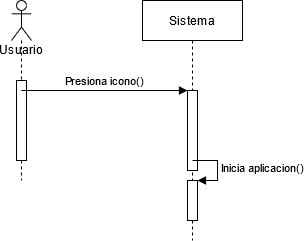 Sistema
Usuario
Presiona icono()
Inicia aplicacion()